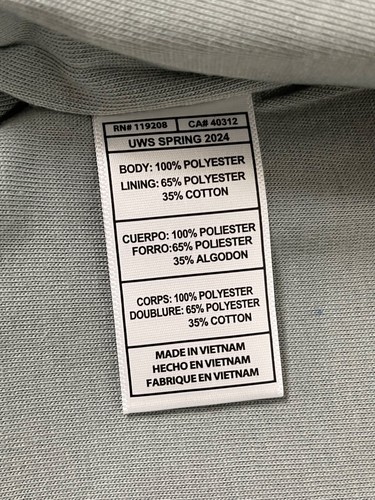 RN# 119208 CA# 40312
UWS SPRING 2024
BODY: 100% POLYESTER
LINING: 65% POLYESTER
35% COTTON
CUERPO: 100% POLIESTER
FORRO:65% POLIESTER
35% ALGODON
CORPS: 100% POLYESTER
DOUBLURE: 65% POLYESTER
35% COTTON
MADE IN VIETNAM
HECHO EN VIETNAM
FABRIQUE EN VIETNAM